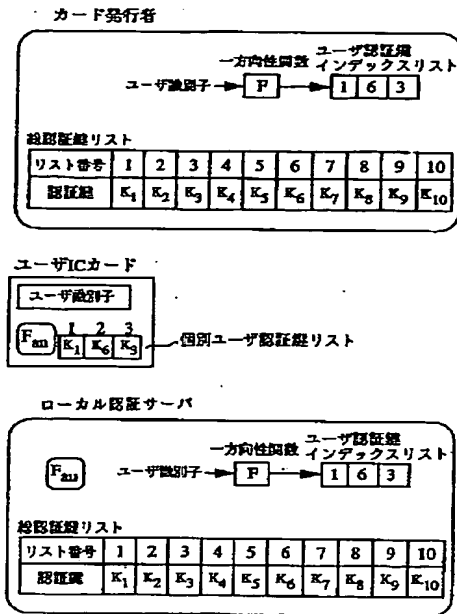 カード発行者
一方向性関数
ユーザ認証鍵
インデックスリスト
ユーザ識別子
F
1 6 3
総認証鍵リスト
リスト番号 1 2 3 4 5 6 7 8 9 10
認証鍵 K1 K2 K3 K4 K5 K6 K7 K8 K9 K10
ユーザICカード
ユーザ識別子
Fau
1 2 3
K1 K6 K3
個別ユーザ認証鍵リスト
ローカル認証サーバ
Fau
一方向性関数
ユーザ認証鍵
インデックスリスト
ユーザ識別子
F
1 6 3
総認証鍵リスト
リスト番号 1 2 3 4 5 6 7 8 9 10
認証鍵 K1 K2 K3 K4 K5 K6 K7 K8 K9 K10